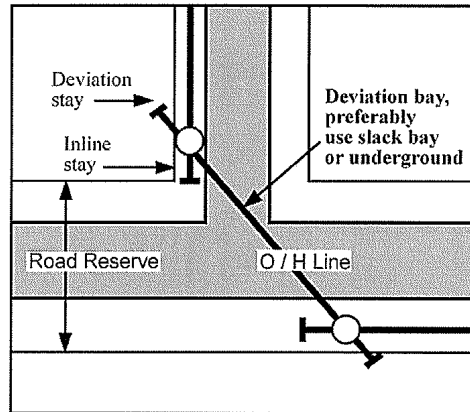 Deviation
stay
Inline
stay
Deviation bay,
preferably
use slack bay
or underground
Road Reserve
O / H Line